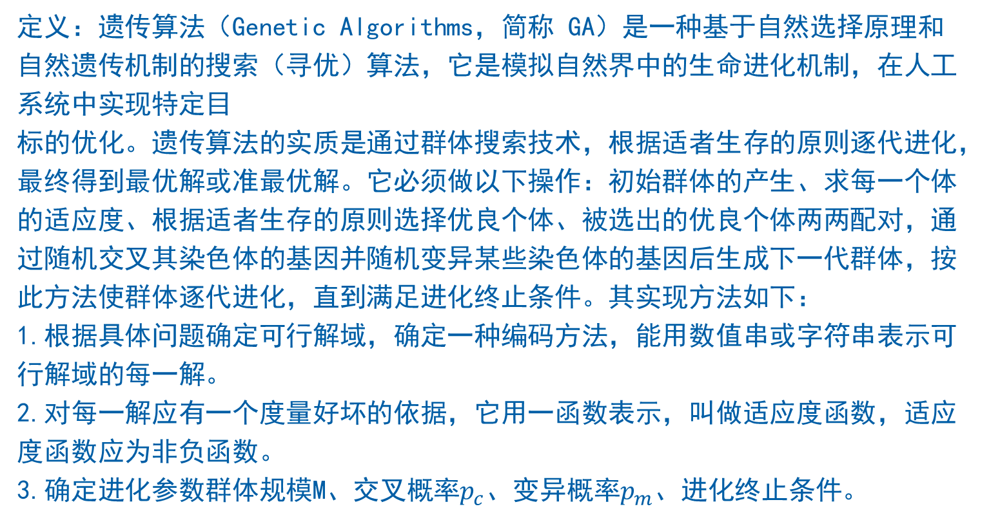 定义：遗传算法（Genetic Algorithms，简称 GA）是一种基于自然选择原理和
自然遗传机制的搜索（寻优）算法，它是模拟自然界中的生命进化机制，在人工
系统中实现特定目
标的优化。遗传算法的实质是通过群体搜索技术，根据适者生存的原则逐代进化，
最终得到最优解或准最优解。它必须做以下操作：初始群体的产生、求每一个体
的适应度、根据适者生存的原则选择优良个体、被选出的优良个体两两配对，通
过随机交叉其染色体的基因并随机变异某些染色体的基因后生成下一代群体，按
此方法使群体逐代进化，直到满足进化终止条件。其实现方法如下：
1.根据具体问题确定可行解域，确定一种编码方法，能用数值串或字符串表示可
行解域的每一解。
2.对每一解应有一个度量好坏的依据，它用一函数表示，叫做适应度函数，适应
度函数应为非负函数。
3.确定进化参数群体规模M、交叉概率$p_c$、变异概率$p_m$、进化终止条件。